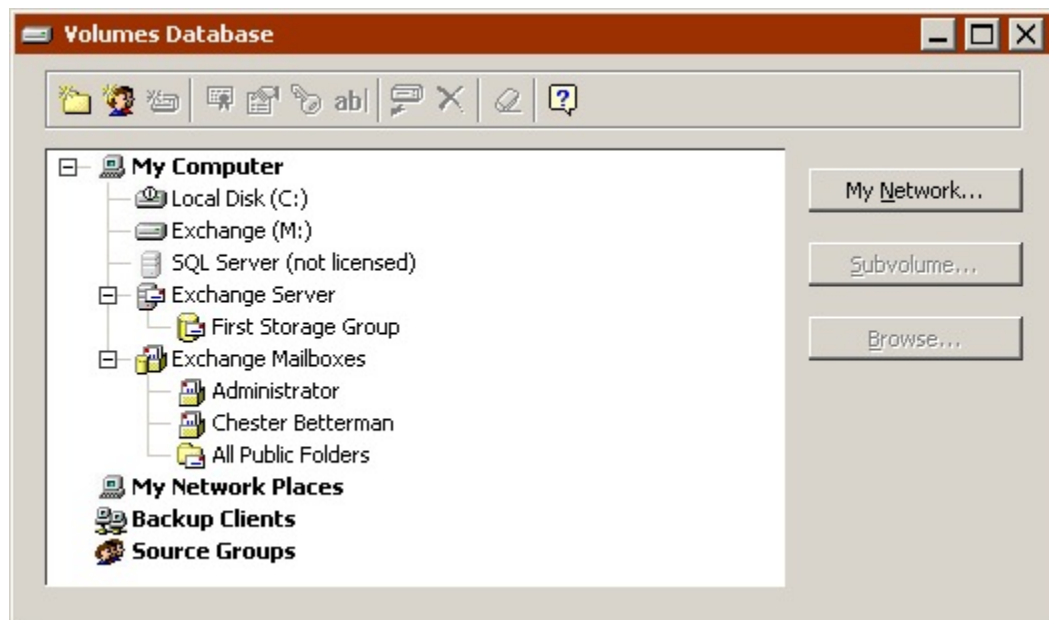 Volumes Database
ab|
My Computer
Local Disk (C:)
Exchange (M:)
SQL Server (not licensed)
Exchange Server
First Storage Group
Exchange Mailboxes
Administrator
Chester Betterman
All Public Folders
My Network Places
Backup Clients
Source Groups
My Network...
Subvolume...
Browse...